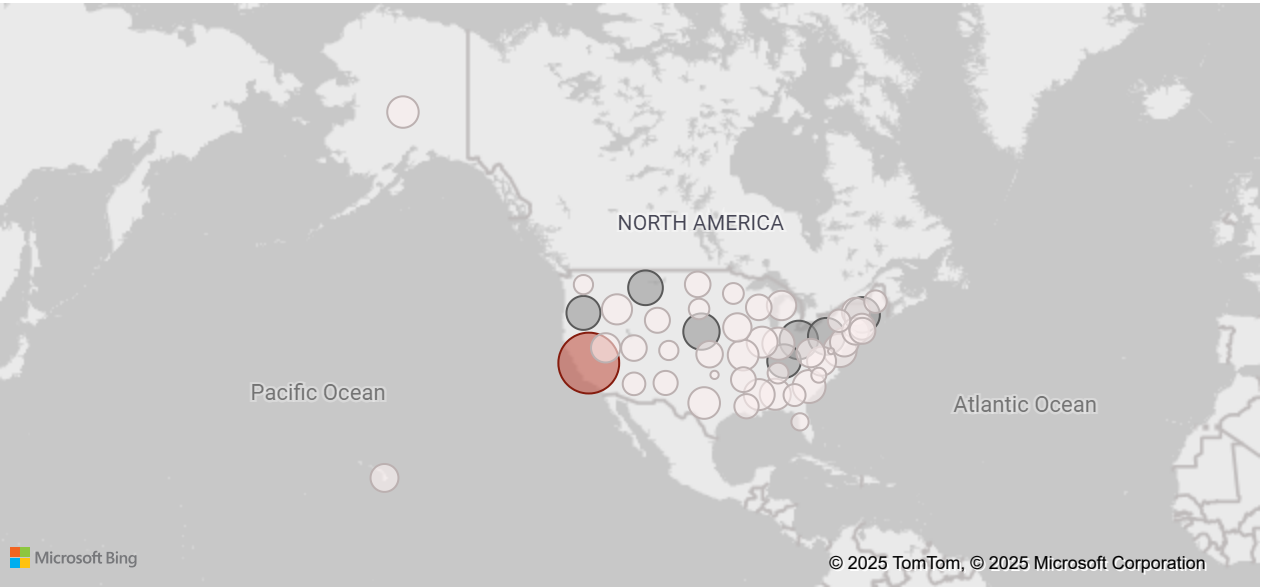 NORTH AMERICA
Pacific Ocean
Atlantic Ocean
Microsoft Bing
© 2025 TomTom, © 2025 Microsoft Corporation